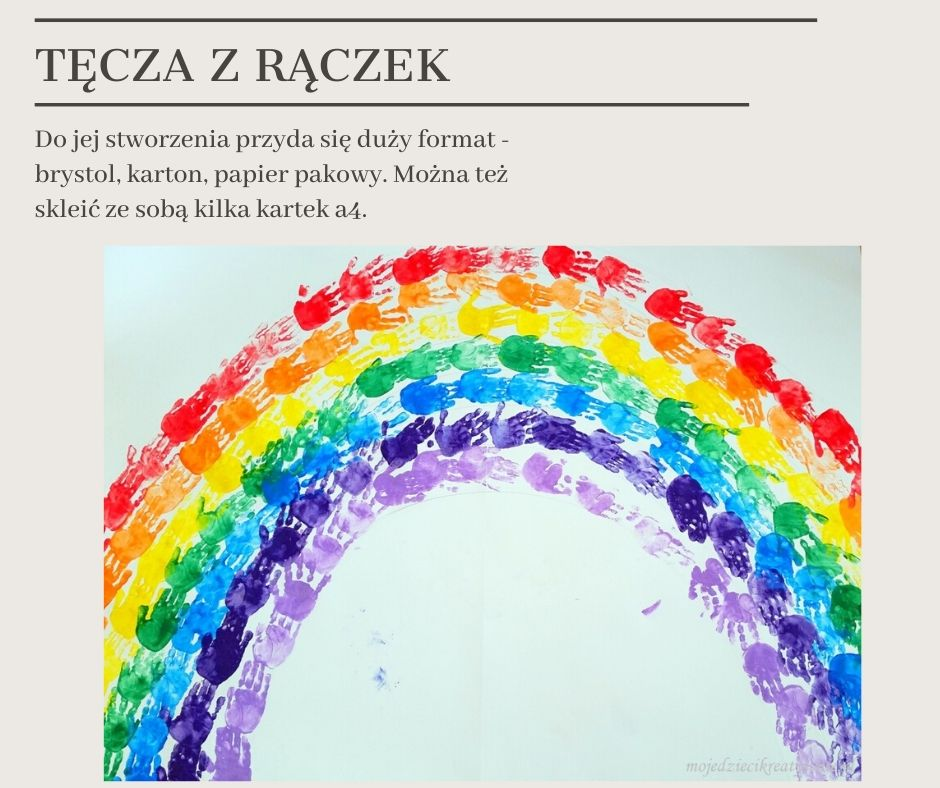 TĘCZA Z RĄCZEK
Do jej stworzenia przyda się duży format -
brystol, karton, papier pakowy. Można też
skleić ze sobą kilka kartek a4.